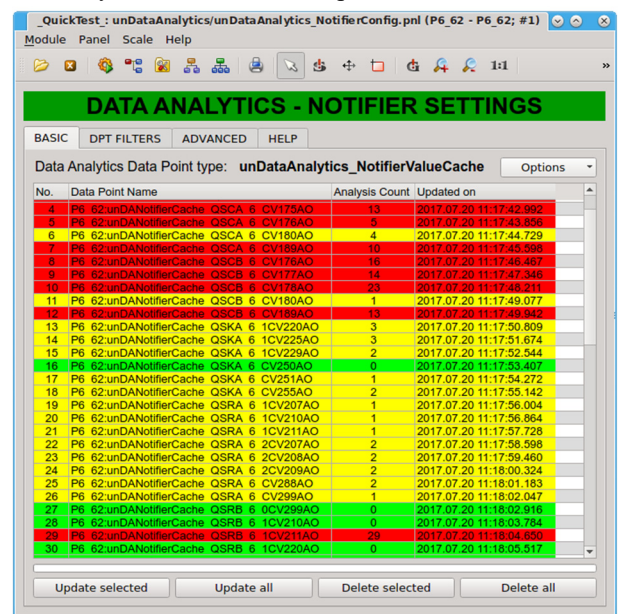 _QuickTest_: unDataAnalytics/unDataAnalytics_NotifierConfig.pnl (P6_62 - P6_62; #1)
Module Panel Scale Help
1:1 »
DATA ANALYTICS - NOTIFIER SETTINGS
BASIC DPT FILTERS ADVANCED HELP
Data Analytics Data Point type: unDataAnalytics_NotifierValueCache Options
No. Data Point Name Analysis Count Updated on
4 P6_62:unDANotifierCache_QSCA_6_CV175AO 13 2017.07.20 11:17:42.992
5 P6_62:unDANotifierCache_QSCA_6_CV176AO 5 2017.07.20 11:17:43.856
6 P6_62:unDANotifierCache_QSCA_6_CV180AO 4 2017.07.20 11:17:44.729
7 P6_62:unDANotifierCache_QSCA_6_CV189AO 10 2017.07.20 11:17:45.598
8 P6_62:unDANotifierCache_QSCB_6_CV176AO 16 2017.07.20 11:17:46.467
9 P6_62:unDANotifierCache_QSCB_6_CV177AO 14 2017.07.20 11:17:47.346
10 P6_62:unDANotifierCache_QSCB_6_CV178AO 23 2017.07.20 11:17:48.211
11 P6_62:unDANotifierCache_QSCB_6_CV180AO 1 2017.07.20 11:17:49.077
12 P6_62:unDANotifierCache_QSCB_6_CV189AO 13 2017.07.20 11:17:49.942
13 P6_62:unDANotifierCache_QSKA_6_1CV220AO 3 2017.07.20 11:17:50.809
14 P6_62:unDANotifierCache_QSKA_6_1CV225AO 3 2017.07.20 11:17:51.674
15 P6_62:unDANotifierCache_QSKA_6_1CV229AO 2 2017.07.20 11:17:52.544
16 P6_62:unDANotifierCache_QSKA_6_CV250AO 0 2017.07.20 11:17:53.407
17 P6_62:unDANotifierCache_QSKA_6_CV251AO 1 2017.07.20 11:17:54.272
18 P6_62:unDANotifierCache_QSKA_6_CV255AO 2 2017.07.20 11:17:55.142
19 P6_62:unDANotifierCache_QSRA_6_1CV207AO 1 2017.07.20 11:17:56.004
20 P6_62:unDANotifierCache_QSRA_6_1CV210AO 1 2017.07.20 11:17:56.864
21 P6_62:unDANotifierCache_QSRA_6_1CV211AO 1 2017.07.20 11:17:57.728
22 P6_62:unDANotifierCache_QSRA_6_2CV207AO 2 2017.07.20 11:17:58.598
23 P6_62:unDANotifierCache_QSRA_6_2CV208AO 2 2017.07.20 11:17:59.460
24 P6_62:unDANotifierCache_QSRA_6_2CV209AO 2 2017.07.20 11:18:00.324
25 P6_62:unDANotifierCache_QSRA_6_CV288AO 2 2017.07.20 11:18:01.183
26 P6_62:unDANotifierCache_QSRA_6_CV299AO 1 2017.07.20 11:18:02.047
27 P6_62:unDANotifierCache_QSRB_6_0CV299AO 0 2017.07.20 11:18:02.916
28 P6_62:unDANotifierCache_QSRB_6_1CV210AO 0 2017.07.20 11:18:03.784
29 P6_62:unDANotifierCache_QSRB_6_1CV211AO 29 2017.07.20 11:18:04.650
30 P6_62:unDANotifierCache_QSRB_6_1CV220AO 0 2017.07.20 11:18:05.517
Update selected Update all Delete selected Delete all